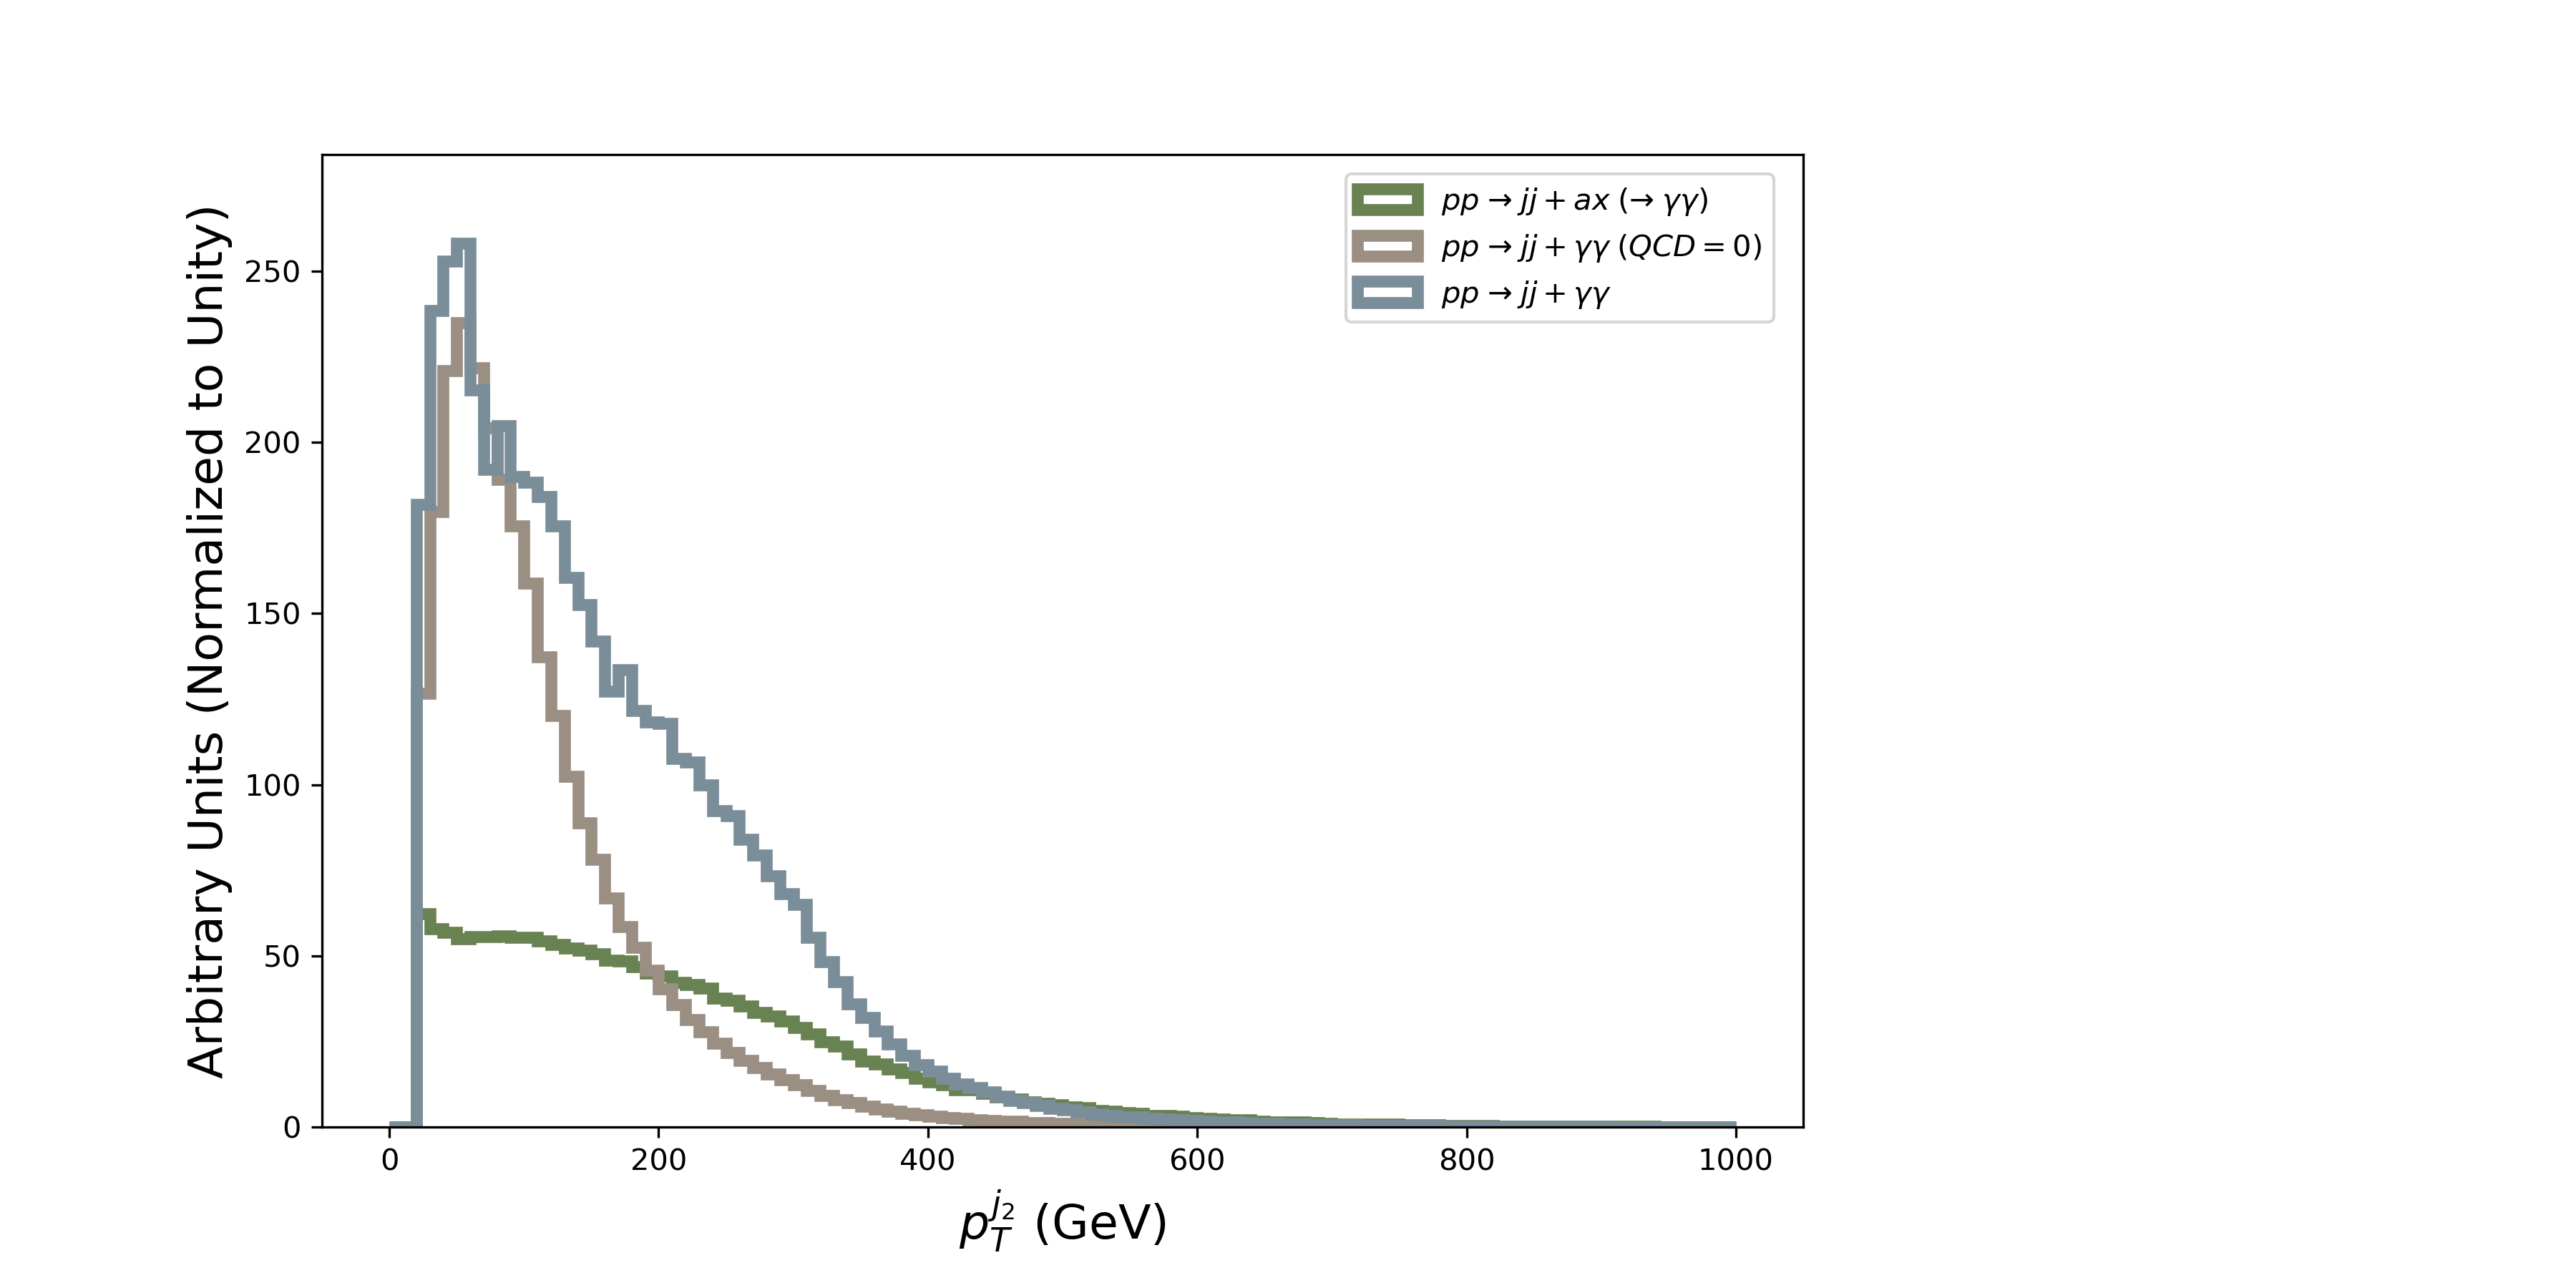 Arbitrary Units (Normalized to Unity)
250
200
150
100
50
0
0 200 400 600 800 1000
p_T^{j_2} (GeV)
pp → jj + ax (→ γγ)
pp → jj + γγ (QCD = 0)
pp → jj + γγ